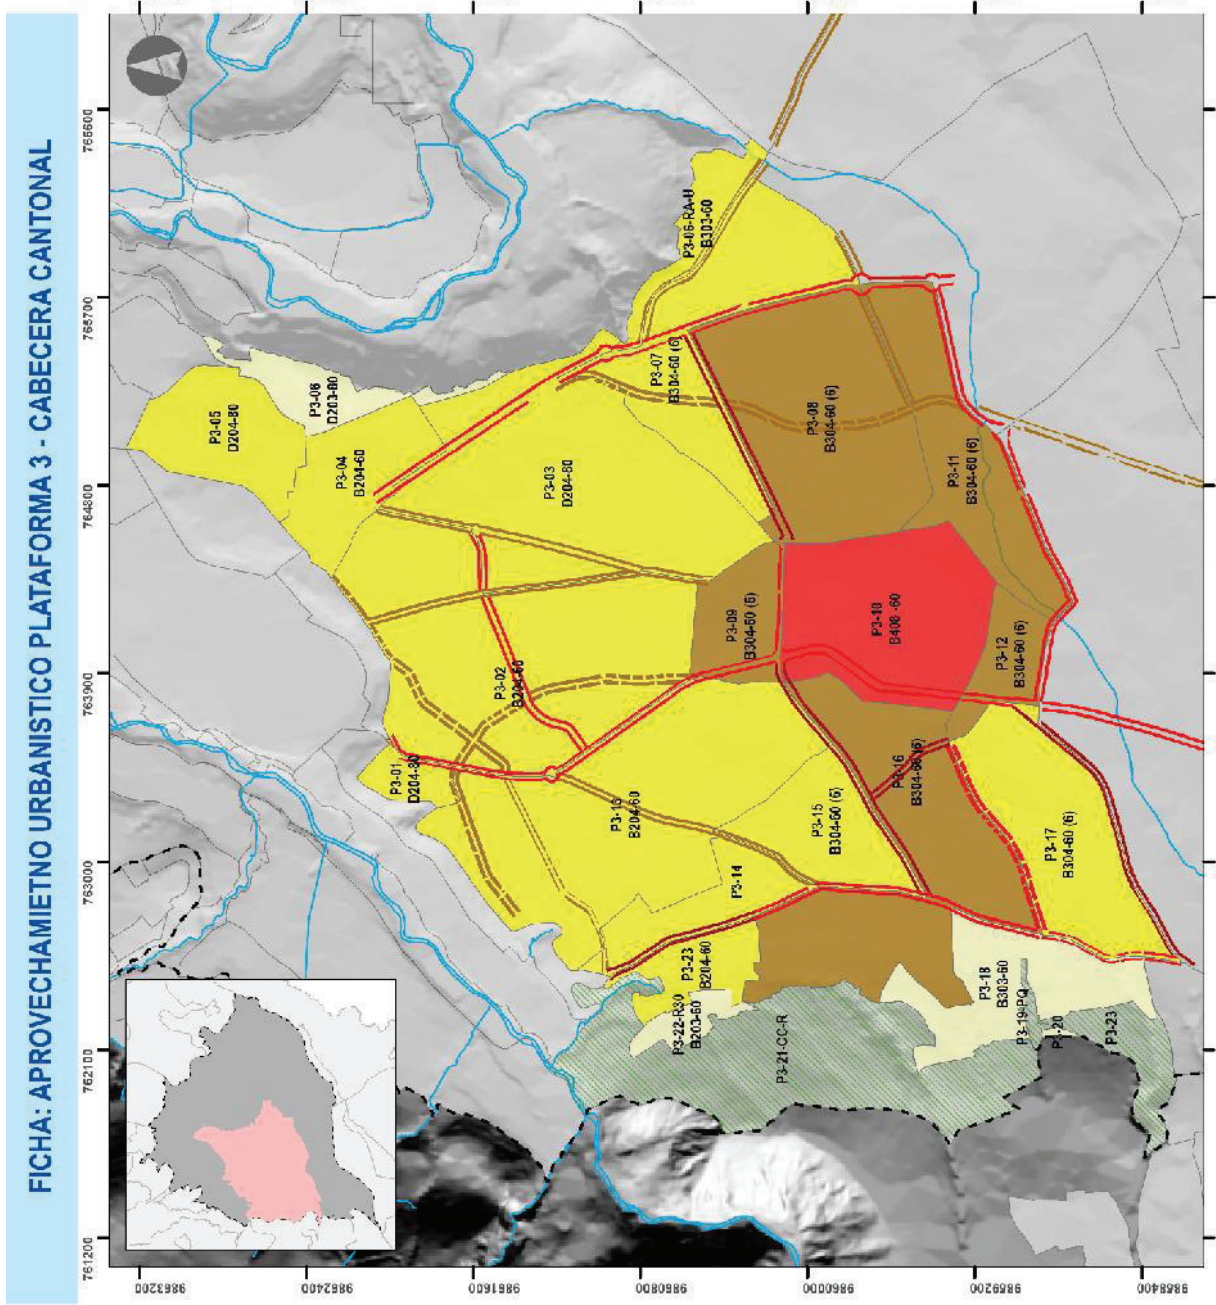 FICHA: APROVECHAMIETNO URBANISTICO PLATAFORMA 3 - CABECERA CANTONAL
761200
762100
763000
763900
764800
765700
766600
9863200
9862400
9861600
9860800
9860000
9859200
9858400
P3-05
D204-80
P3-06
D203-80
P3-04
B204-60
P3-01
D204-80
P3-02
B204-60
P3-03
D204-80
P3-13
B204-60
P3-07
B304-60 (6)
P3-06-RA-U
B303-60
P3-22-R30
B203-60
P3-23
B204-60
P3-14
P3-09
B304-60 (6)
P3-21-CC-R
P3-15
B304-60 (6)
P3-08
B304-60 (6)
P3-10
P3-16
B304-60 (6)
P3-11
B304-60 (6)
P3-18
B303-60
P3-12
B304-60 (6)
P3-19-PQ
P3-20
P3-17
B304-60 (6)
P3-23